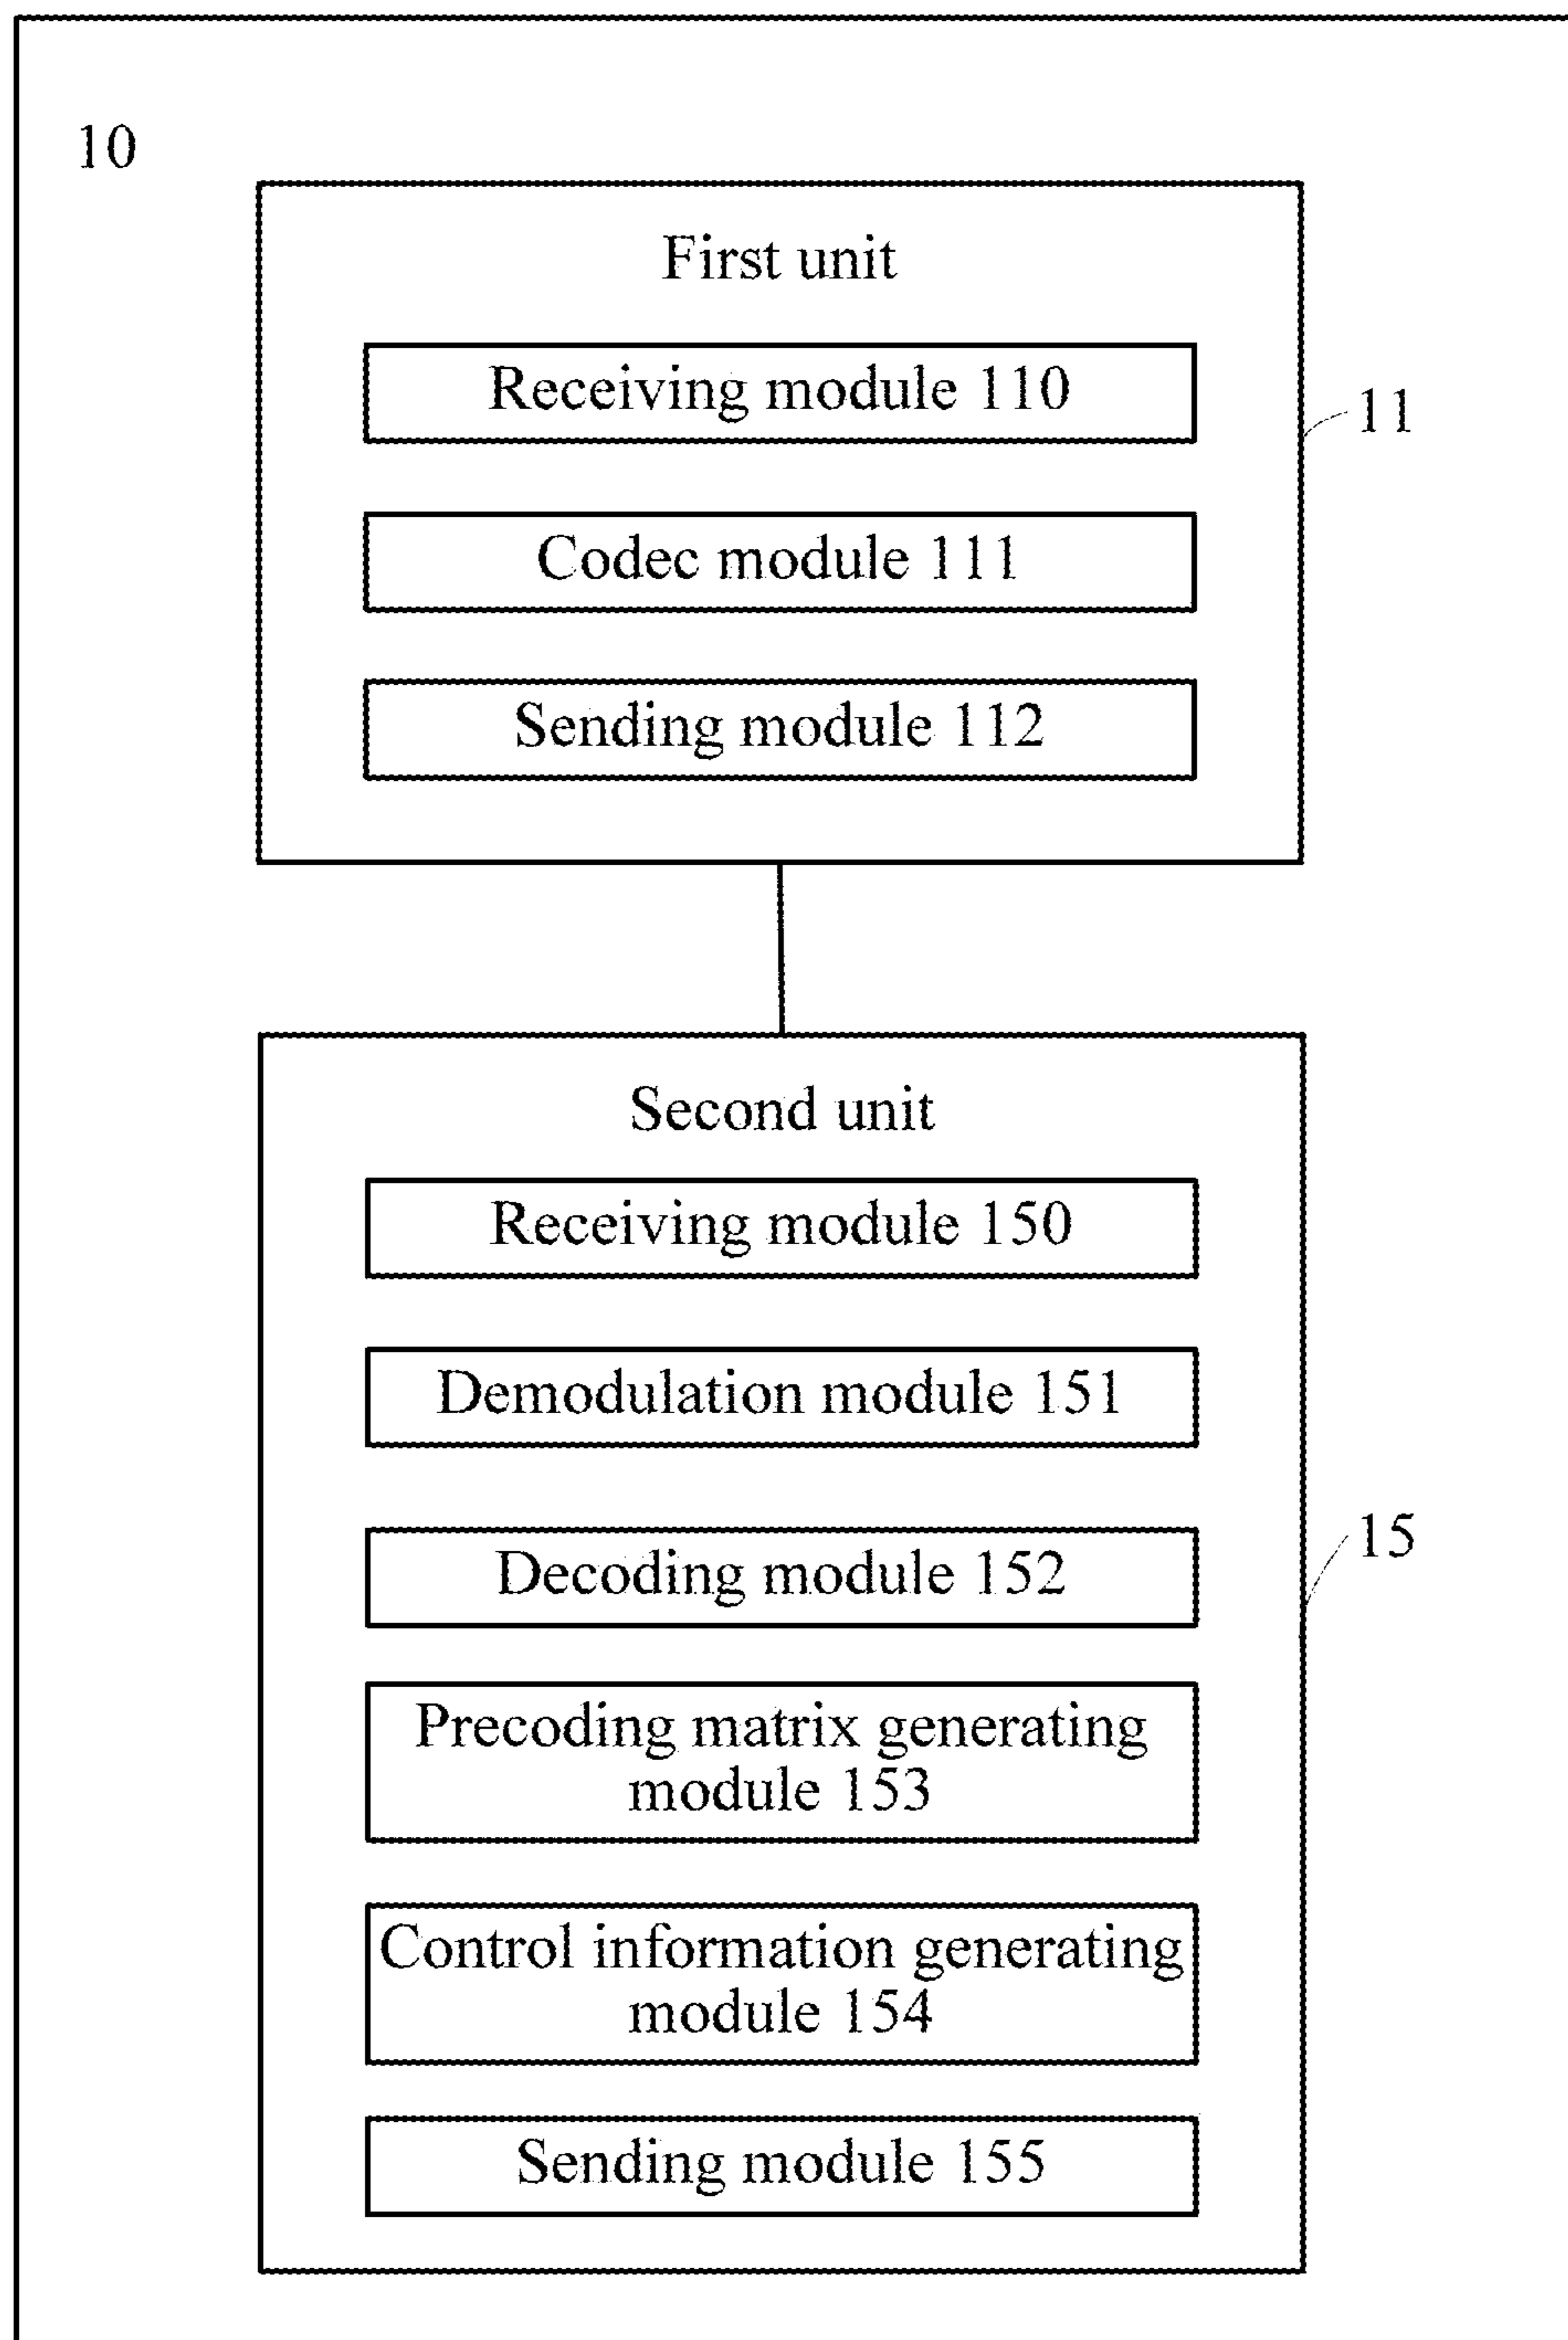 10
First unit
Receiving module 110
11
Codec module 111
Sending module 112
Second unit
Receiving module 150
Demodulation module 151
15
Decoding module 152
Precoding matrix generating
module 153
Control information generating
module 154
Sending module 155